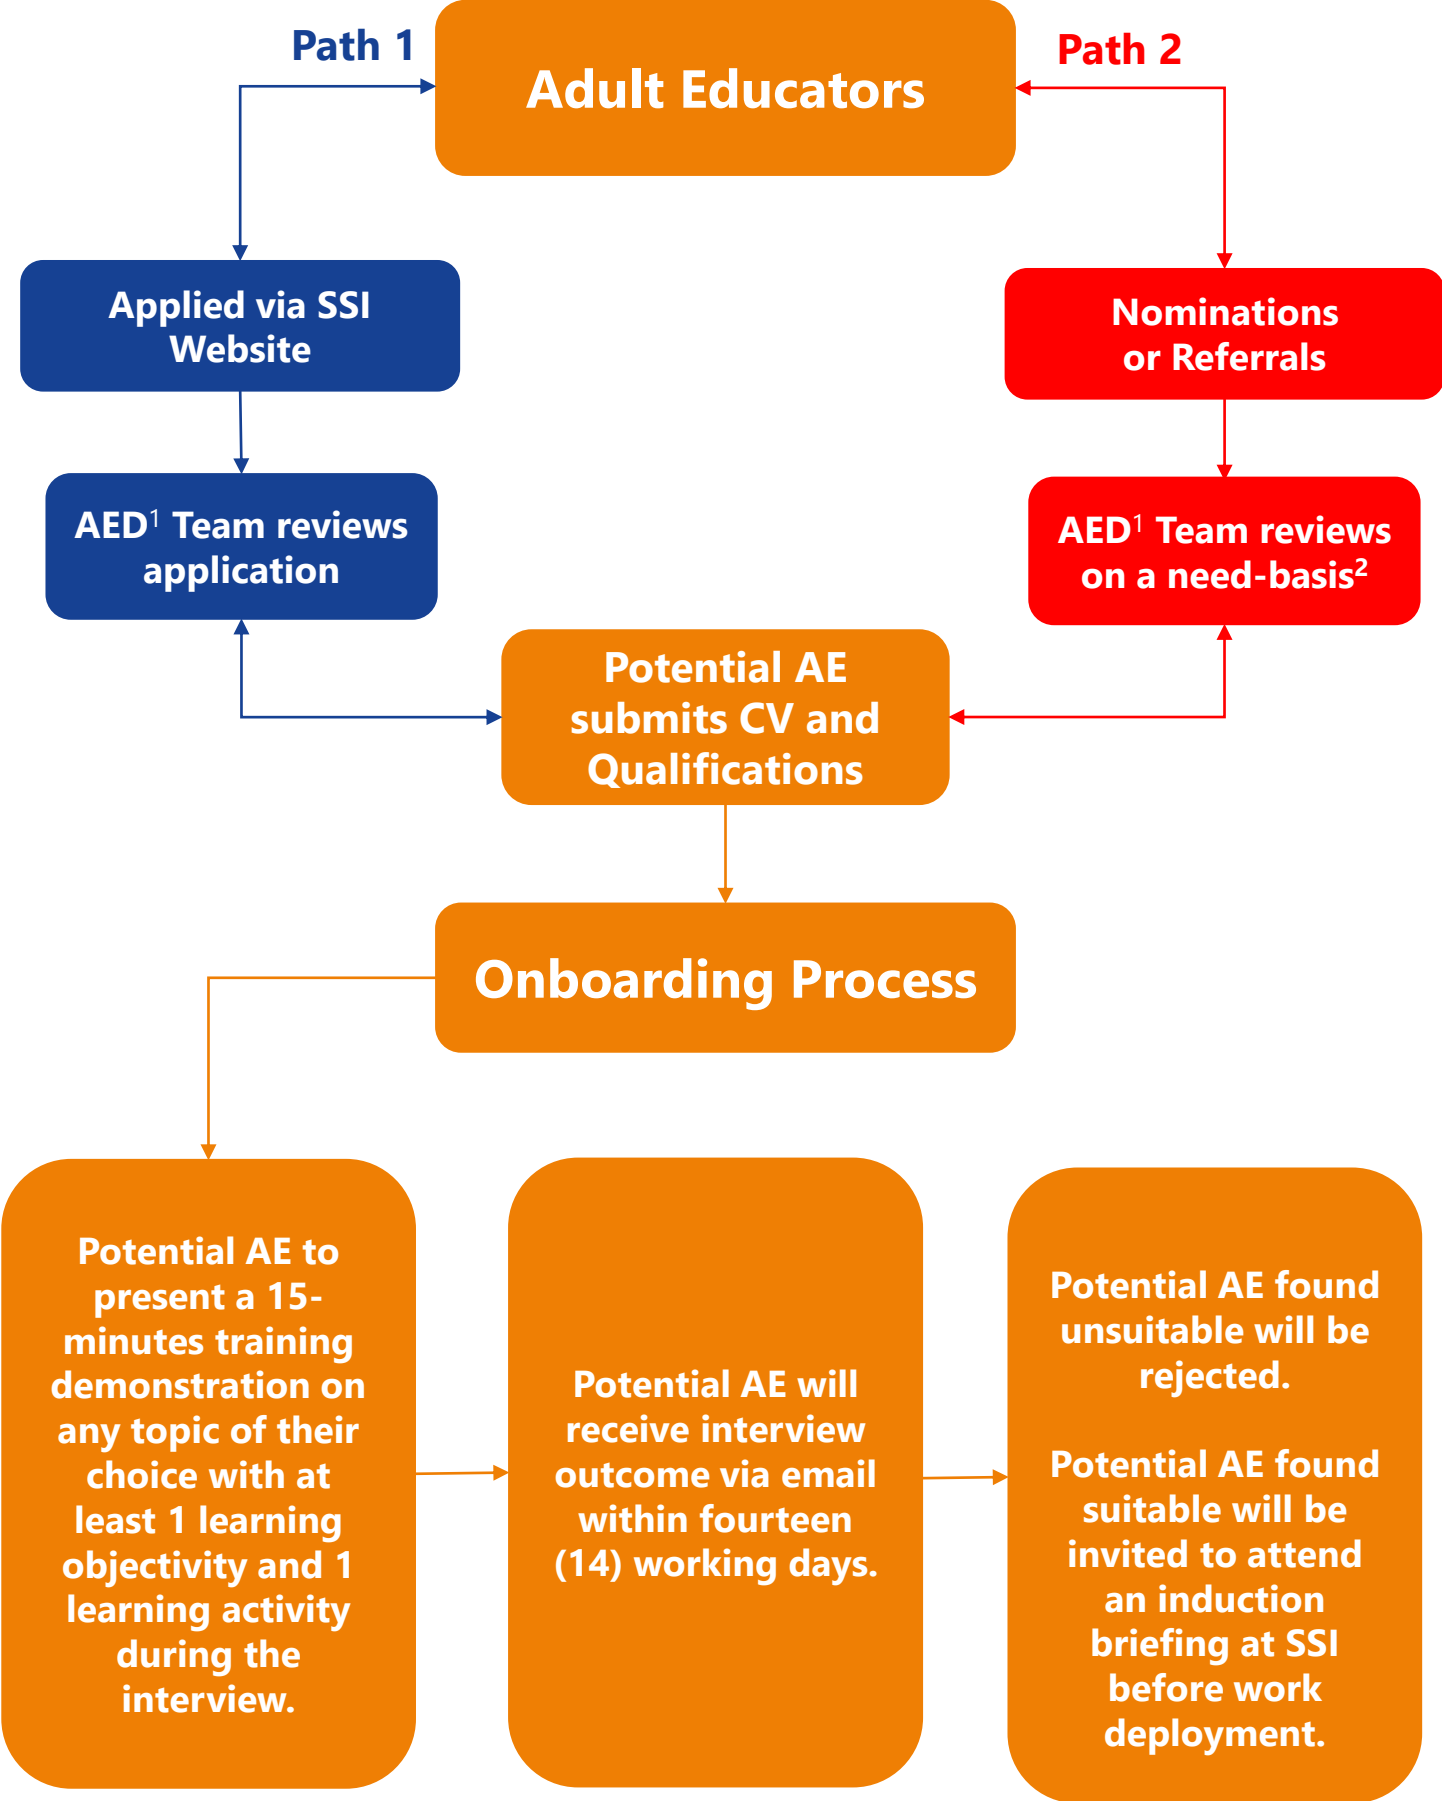 Path 1
Adult Educators
Path 2
Applied via SSI
Website
Nominations
or Referrals
AED¹ Team reviews
application
AED¹ Team reviews
on a need-basis²
Potential AE
submits CV and
Qualifications
Onboarding Process
Potential AE to
present a 15-
minutes training
demonstration on
any topic of their
choice with at
least 1 learning
objectivity and 1
learning activity
during the
interview.
Potential AE will
receive interview
outcome via email
within fourteen
(14) working days.
Potential AE found
unsuitable will be
rejected.
Potential AE found
suitable will be
invited to attend
an induction
briefing at SSI
before work
deployment.